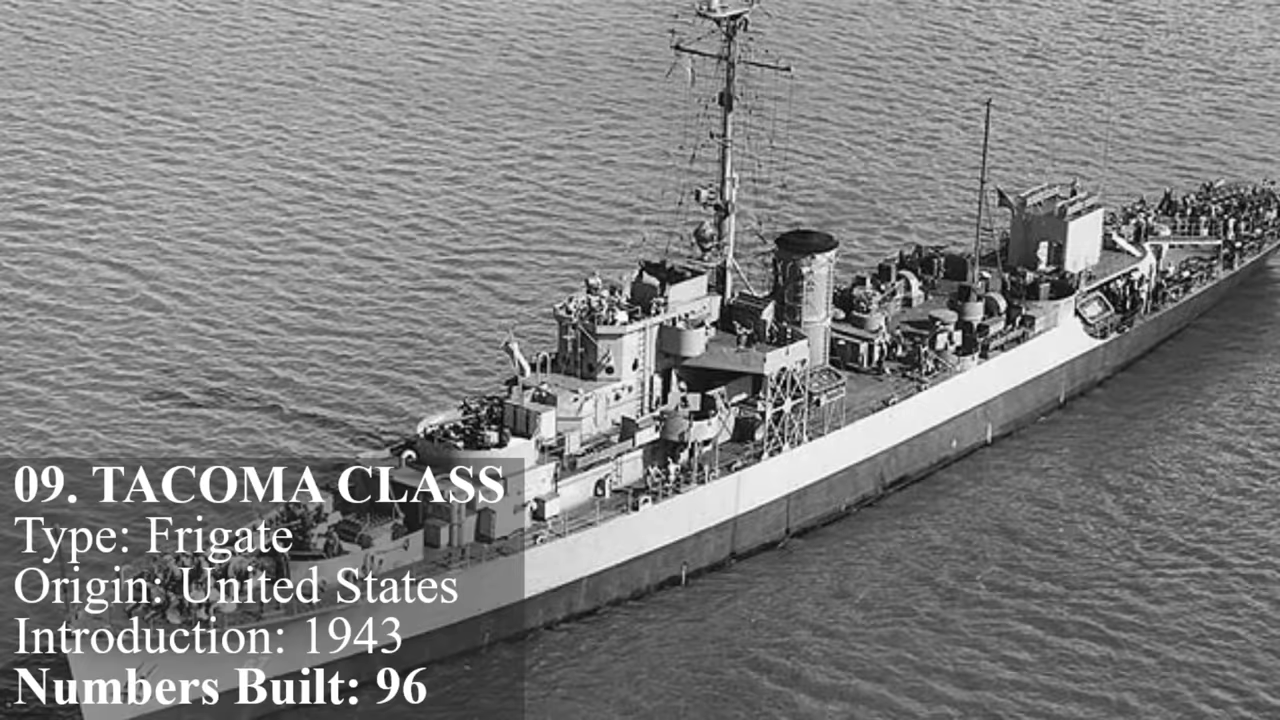 09. TACOMA CLASS
Type: Frigate
Origin: United States
Introduction: 1943
Numbers Built: 96